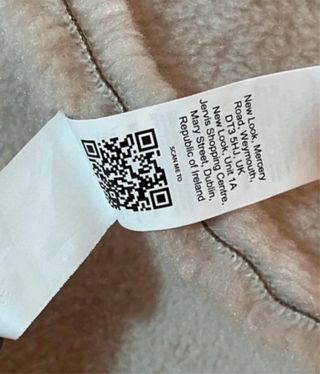 New Look, Mercery
Road, Weymouth,
DT3 5HJ, UK
New Look, Unit 1A
Jervis Shopping Centre,
Mary Street, Dublin,
Republic of Ireland
SCAN ME TO